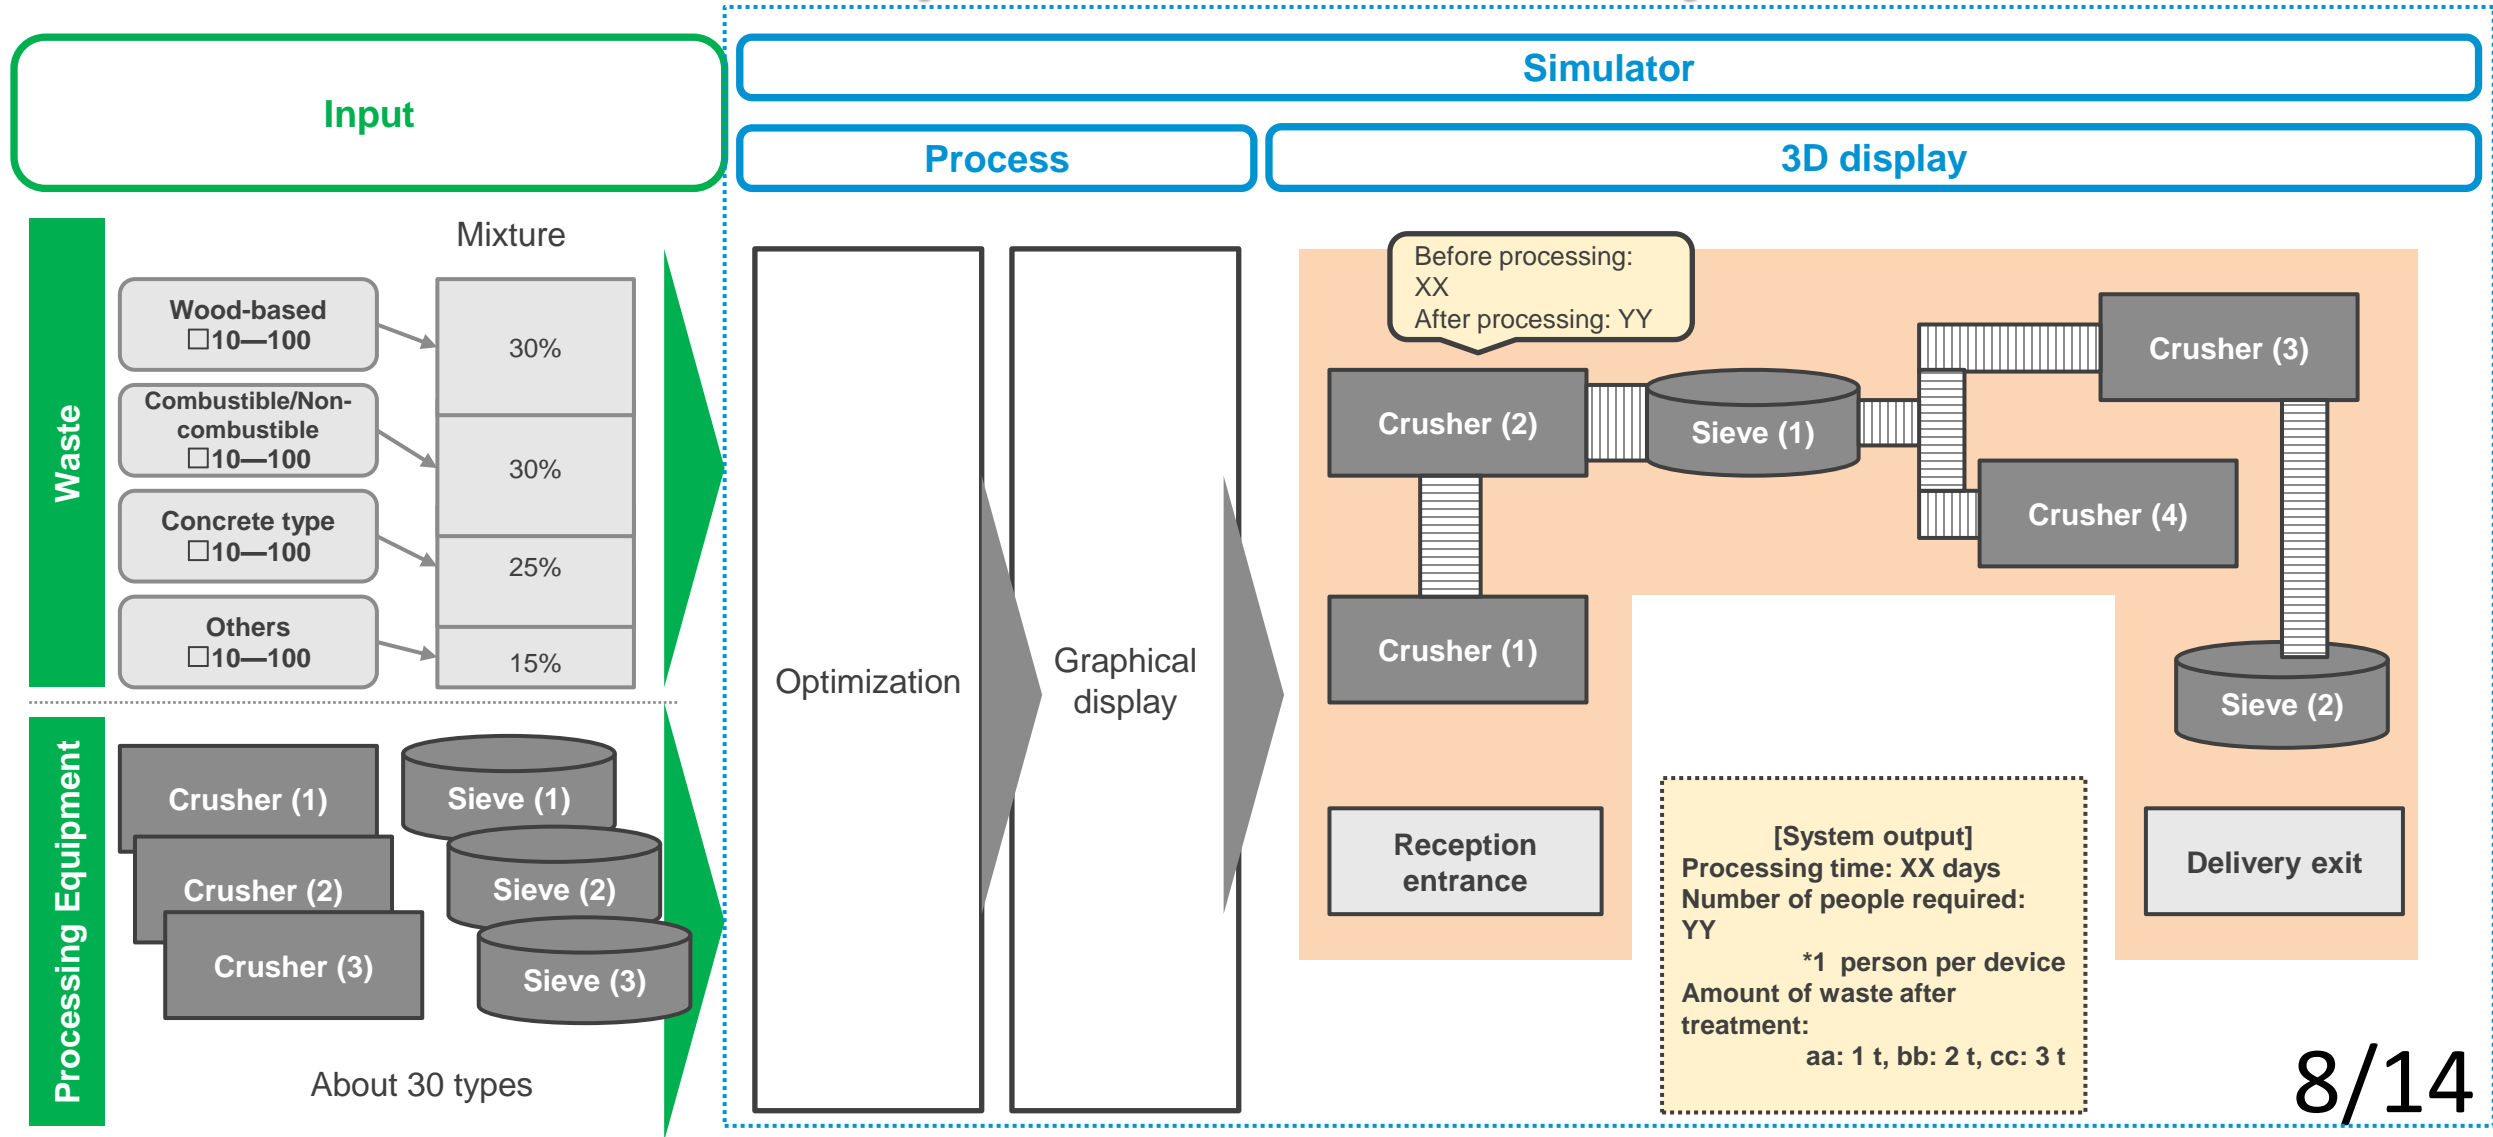 Input
Simulator
Process
3D display
Waste
Mixture
Wood-based
☐10—100
Combustible/Non-
combustible
☐10—100
Concrete type
☐10—100
Others
☐10—100
30%
30%
25%
15%
Processing Equipment
Crusher (1)
Crusher (2)
Crusher (3)
Sieve (1)
Sieve (2)
Sieve (3)
About 30 types
Optimization
Graphical
display
Before processing:
XX
After processing: YY
Crusher (2)
Sieve (1)
Crusher (3)
Crusher (4)
Crusher (1)
Sieve (2)
Reception
entrance
[System output]
Processing time: XX days
Number of people required:
YY
*1  person per device
Amount of waste after
treatment:
aa: 1 t, bb: 2 t, cc: 3 t
Delivery exit
8/14